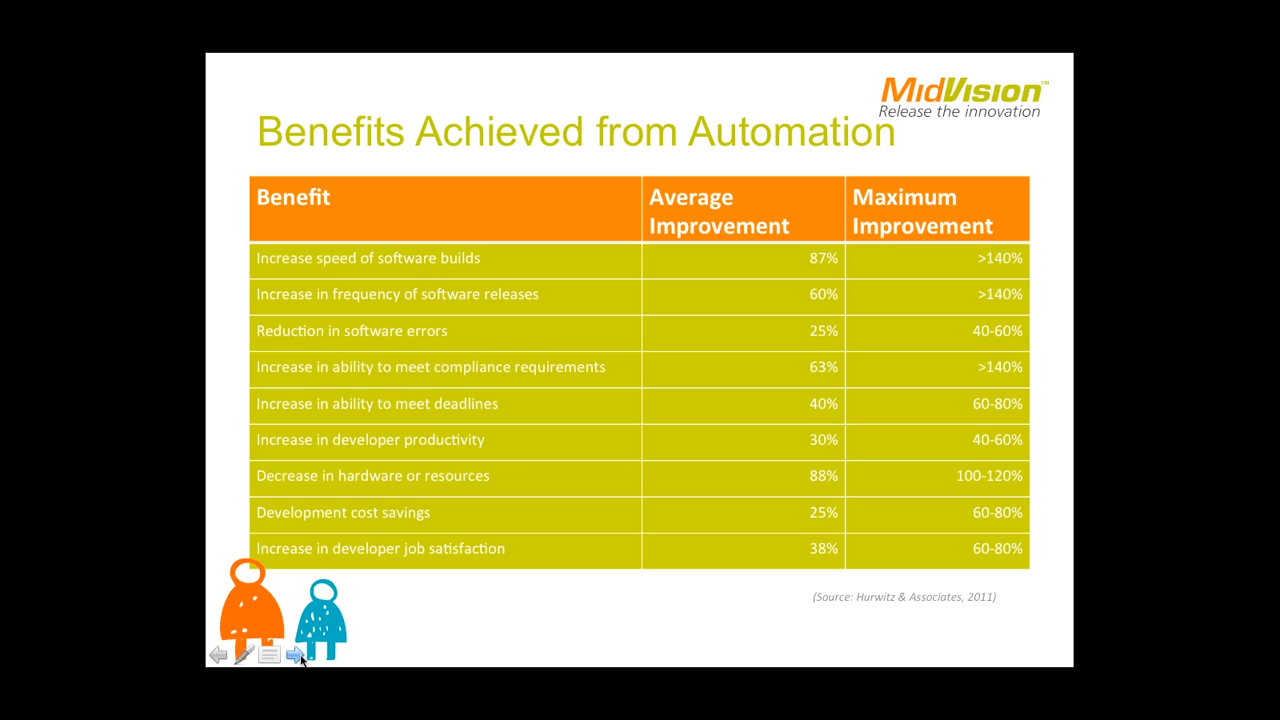 MidVision™
Release the innovation
Benefits Achieved from Automation
Benefit Average Improvement Maximum Improvement
Increase speed of software builds 87% >140%
Increase in frequency of software releases 60% >140%
Reduction in software errors 25% 40-60%
Increase in ability to meet compliance requirements 63% >140%
Increase in ability to meet deadlines 40% 60-80%
Increase in developer productivity 30% 40-60%
Decrease in hardware or resources 88% 100-120%
Development cost savings 25% 60-80%
Increase in developer job satisfaction 38% 60-80%
(Source: Hurwitz & Associates, 2011)